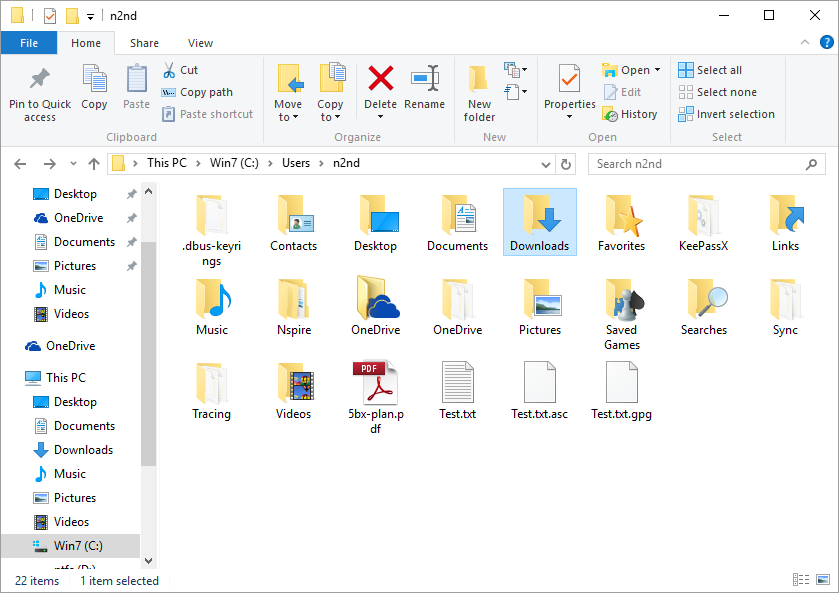 n2nd
File Home Share View
Pin to Quick access
Copy
Paste
Cut
Copy path
Paste shortcut
Clipboard
Move to
Copy to
Delete
Rename
Organize
New folder
New
Properties
Open
Edit
History
Open
Select all
Select none
Invert selection
Select
This PC Win7 (C:) Users n2nd
Search n2nd
Desktop
OneDrive
Documents
Pictures
Music
Videos
OneDrive
This PC
Desktop
Documents
Downloads
Music
Pictures
Videos
Win7 (C:)
.dbus-keyri
ngs
Contacts
Desktop
Documents
Downloads
Favorites
KeePassX
Links
Music
Nspire
OneDrive
OneDrive
Pictures
Saved
Games
Searches
Sync
Tracing
Videos
PDF
5bx-plan.p
df
Test.txt
Test.txt.asc
Test.txt.gpg
22 items 1 item selected